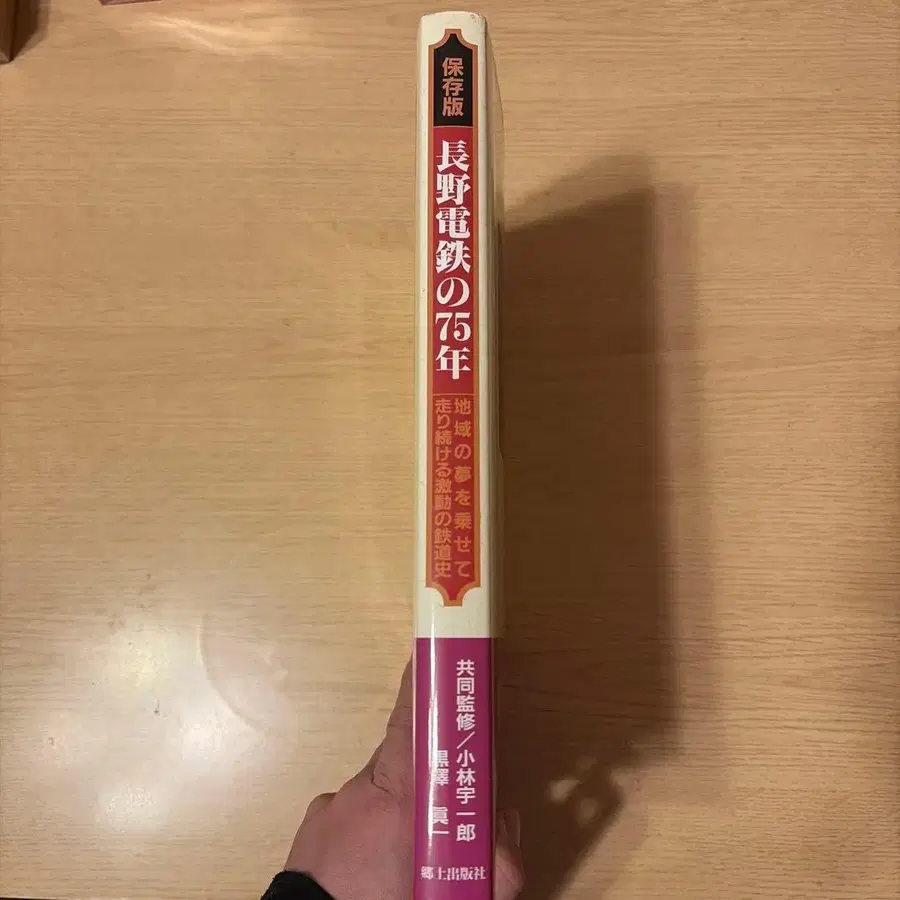 保存版
長野電鉄の75年
地域の夢を乗せて
走り続ける激動の鉄道史
共同監修/小林宇一郎
黒澤 眞一
郷土出版社